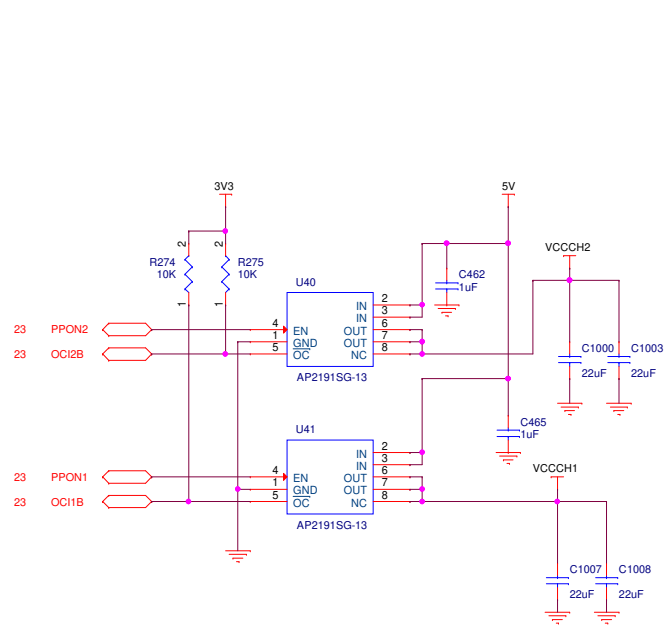 3V3
5V
VCCCH2
R274
10K
2
1
R275
10K
2
1
U40
C462
1uF
23 PPON2
23 OCI2B
4 EN
1 GND
5 OC
IN 2
IN 3
OUT 6
OUT 7
NC 8
AP2191SG-13
C1000
22uF
C1003
22uF
U41
C465
1uF
VCCCH1
23 PPON1
23 OCI1B
4 EN
1 GND
5 OC
IN 2
IN 3
OUT 6
OUT 7
NC 8
AP2191SG-13
C1007
22uF
C1008
22uF